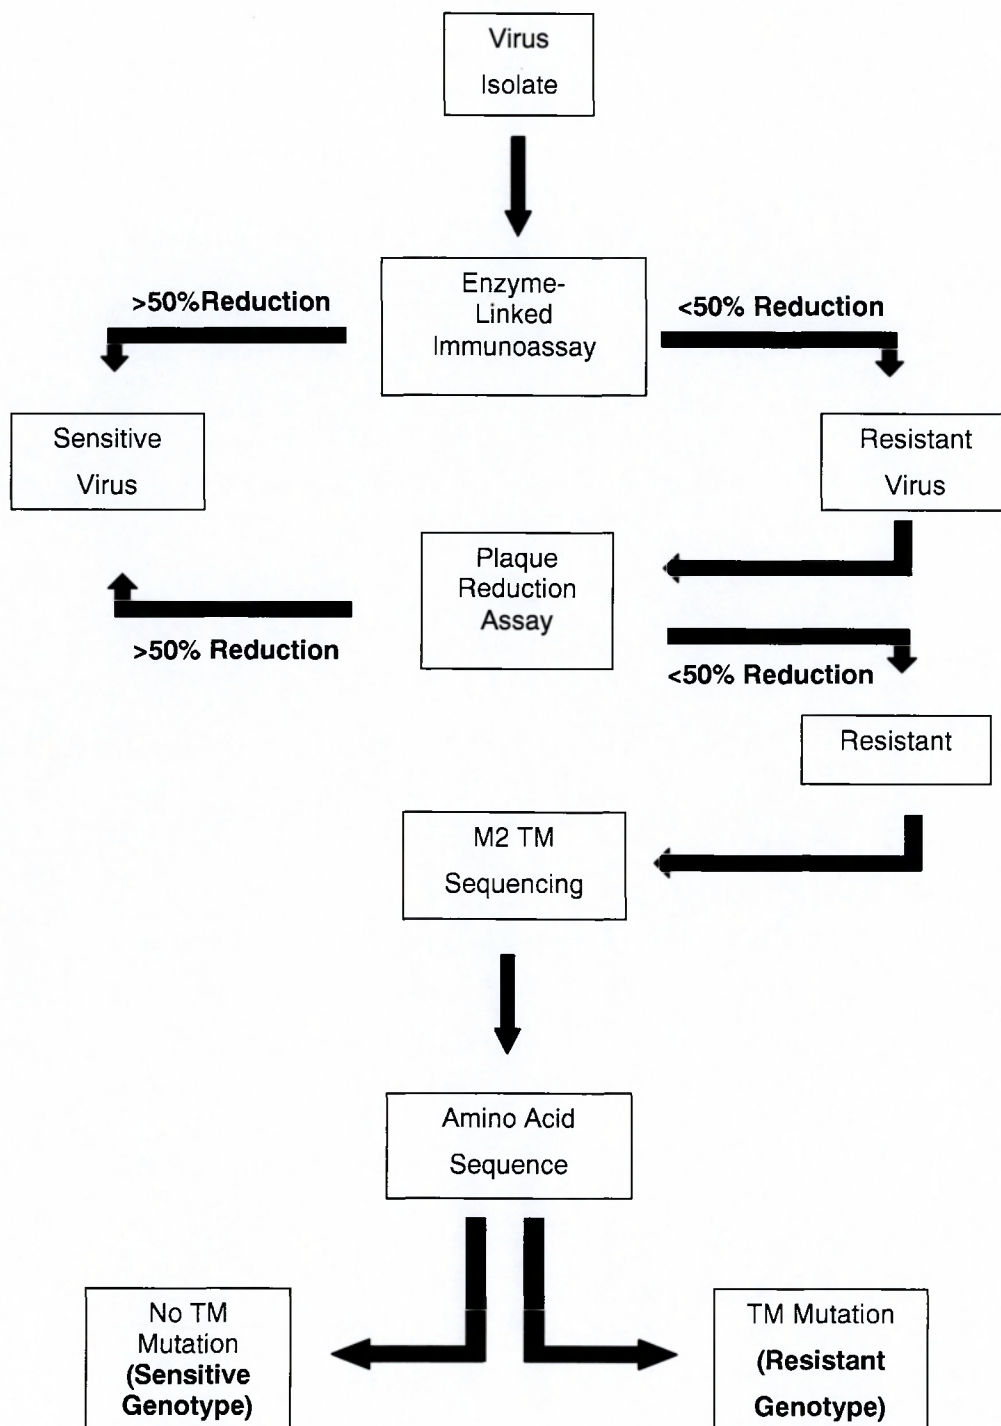 Virus
Isolate
Enzyme-
Linked
Immunoassay
>50%Reduction
<50% Reduction
Sensitive
Virus
Resistant
Virus
Plaque
Reduction
Assay
>50% Reduction
<50% Reduction
Resistant
M2 TM
Sequencing
Amino Acid
Sequence
No TM
Mutation
(Sensitive
Genotype)
TM Mutation
(Resistant
Genotype)